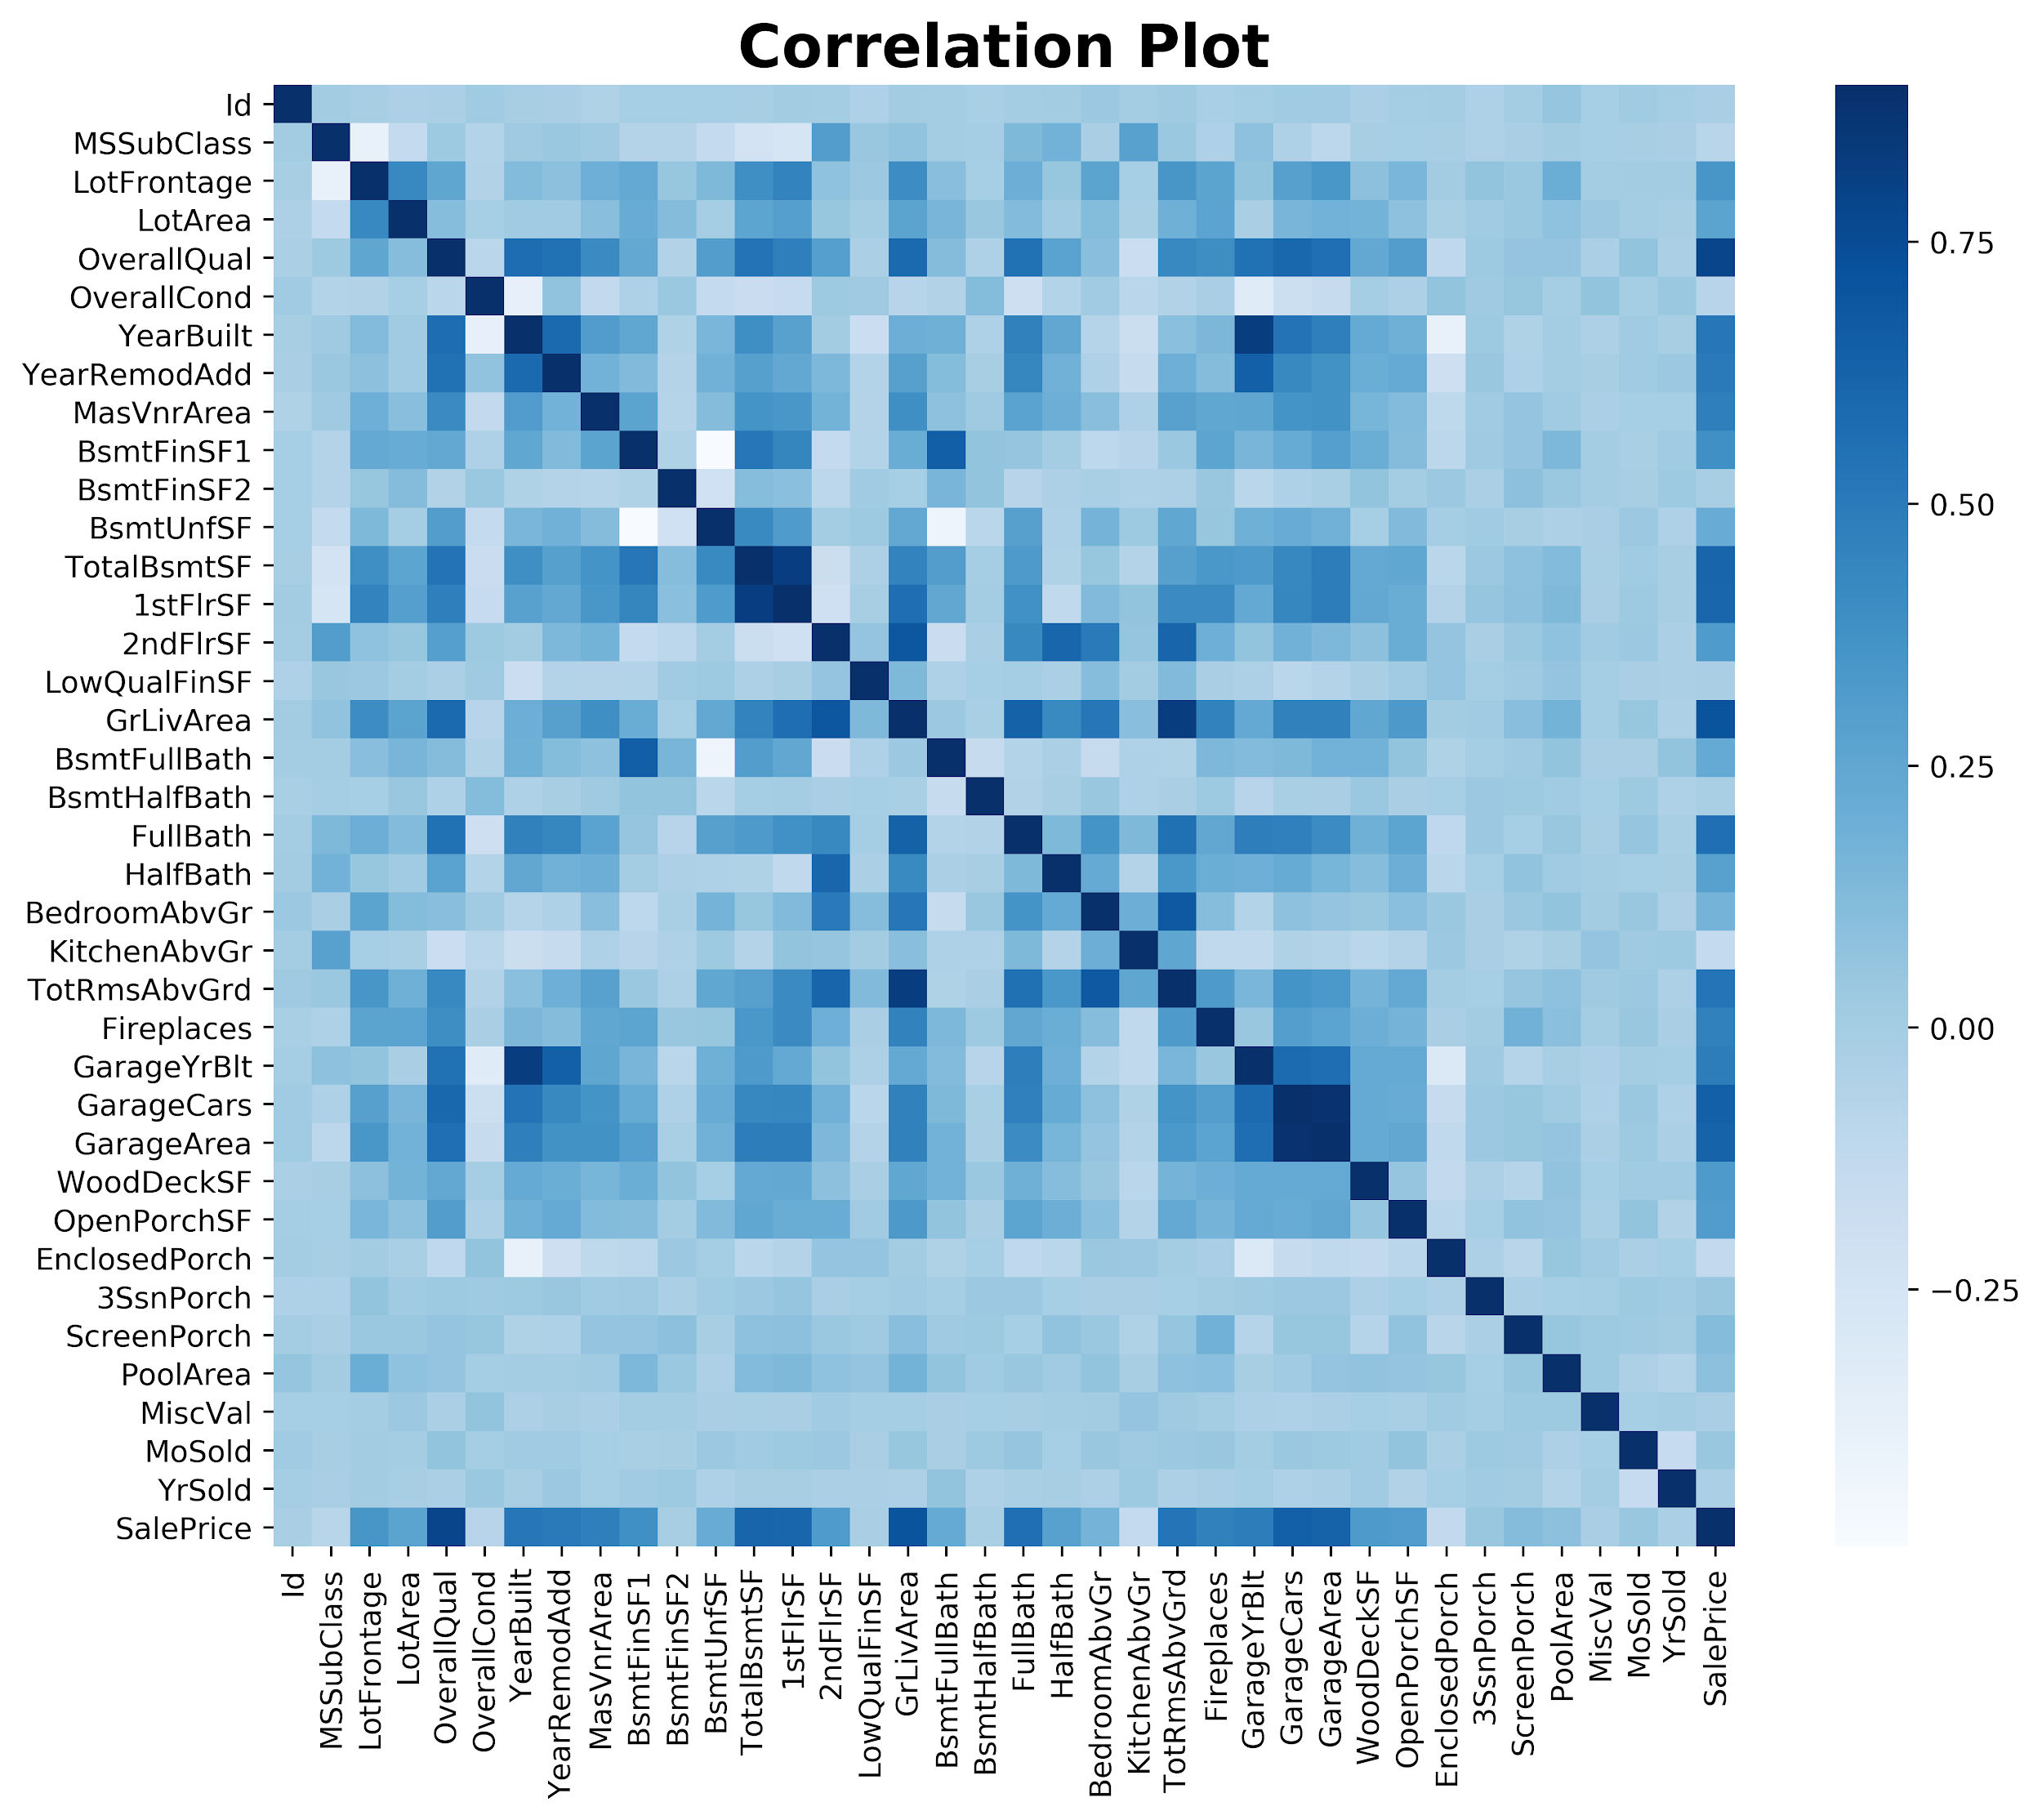 Correlation Plot
Id
MSSubClass
LotFrontage
LotArea
OverallQual
OverallCond
YearBuilt
YearRemodAdd
MasVnrArea
BsmtFinSF1
BsmtFinSF2
BsmtUnfSF
TotalBsmtSF
1stFlrSF
2ndFlrSF
LowQualFinSF
GrLivArea
BsmtFullBath
BsmtHalfBath
FullBath
HalfBath
BedroomAbvGr
KitchenAbvGr
TotRmsAbvGrd
Fireplaces
GarageYrBlt
GarageCars
GarageArea
WoodDeckSF
OpenPorchSF
EnclosedPorch
3SsnPorch
ScreenPorch
PoolArea
MiscVal
MoSold
YrSold
SalePrice
Id
MSSubClass
LotFrontage
LotArea
OverallQual
OverallCond
YearBuilt
YearRemodAdd
MasVnrArea
BsmtFinSF1
BsmtFinSF2
BsmtUnfSF
TotalBsmtSF
1stFlrSF
2ndFlrSF
LowQualFinSF
GrLivArea
BsmtFullBath
BsmtHalfBath
FullBath
HalfBath
BedroomAbvGr
KitchenAbvGr
TotRmsAbvGrd
Fireplaces
GarageYrBlt
GarageCars
GarageArea
WoodDeckSF
OpenPorchSF
EnclosedPorch
3SsnPorch
ScreenPorch
PoolArea
MiscVal
MoSold
YrSold
SalePrice
0.75
0.50
0.25
0.00
−0.25